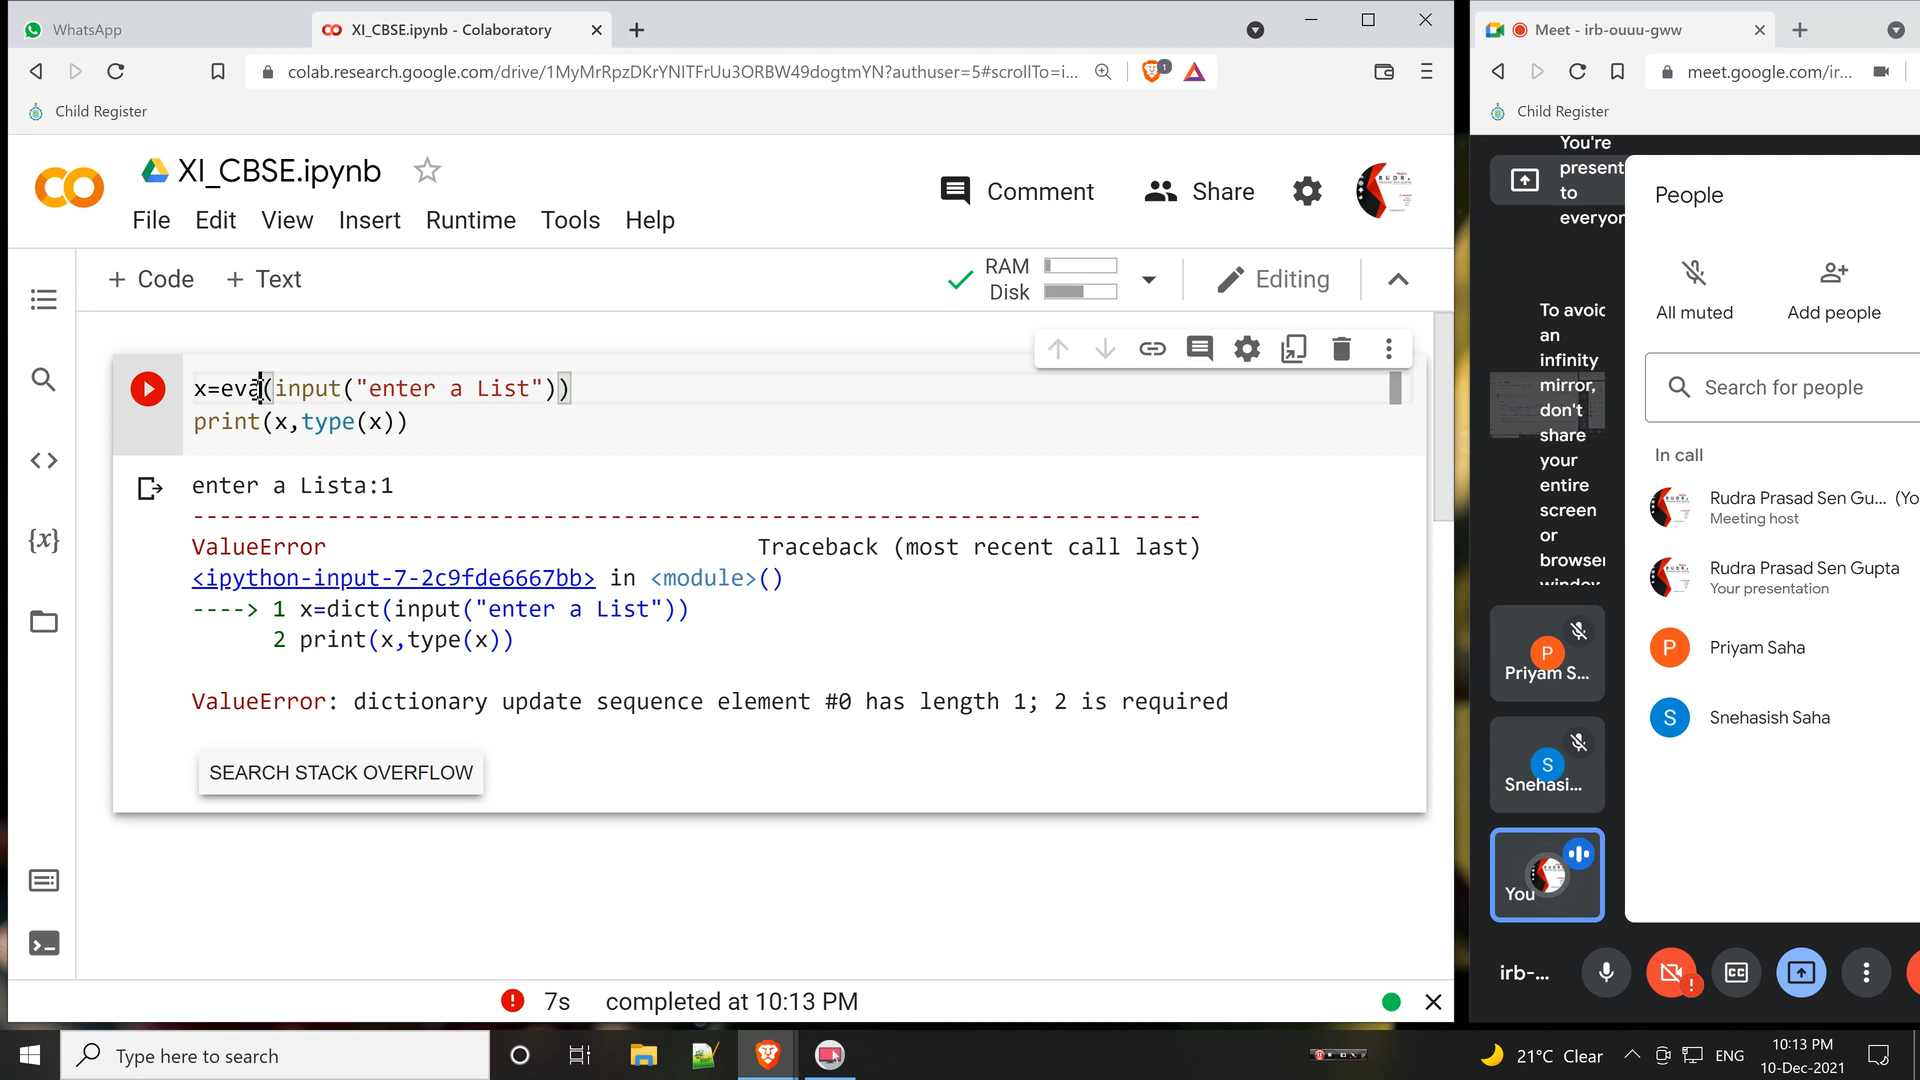 WhatsApp
XI_CBSE.ipynb - Colaboratory
colab.research.google.com/drive/1MyMrRpzDKrYNITFrUu3ORBW49dogtmYN?authuser=5#scrollTo=i...
1
Child Register
XI_CBSE.ipynb
File Edit View Insert Runtime Tools Help
Comment
Share
+ Code + Text
RAM
Disk
Editing
x=eva(input("enter a List"))
print(x,type(x))
enter a Lista:1
---------------------------------------------------------------------------
ValueError Traceback (most recent call last)
<ipython-input-7-2c9fde6667bb> in <module>()
----> 1 x=dict(input("enter a List"))
2 print(x,type(x))
ValueError: dictionary update sequence element #0 has length 1; 2 is required
SEARCH STACK OVERFLOW
7s completed at 10:13 PM
Meet - irb-ouuu-gww
meet.google.com/ir...
Child Register
You're
present
to
everyon
To avoid
an
infinity
mirror,
don't
share
your
entire
screen
or
browser
window
People
All muted
Add people
Search for people
In call
Rudra Prasad Sen Gu... (Yo
Meeting host
Rudra Prasad Sen Gupta
Your presentation
P
Priyam Saha
S
Snehasish Saha
P
Priyam S...
S
Snehasi...
You
irb-...
Type here to search
21°C Clear
ENG
10:13 PM
10-Dec-2021